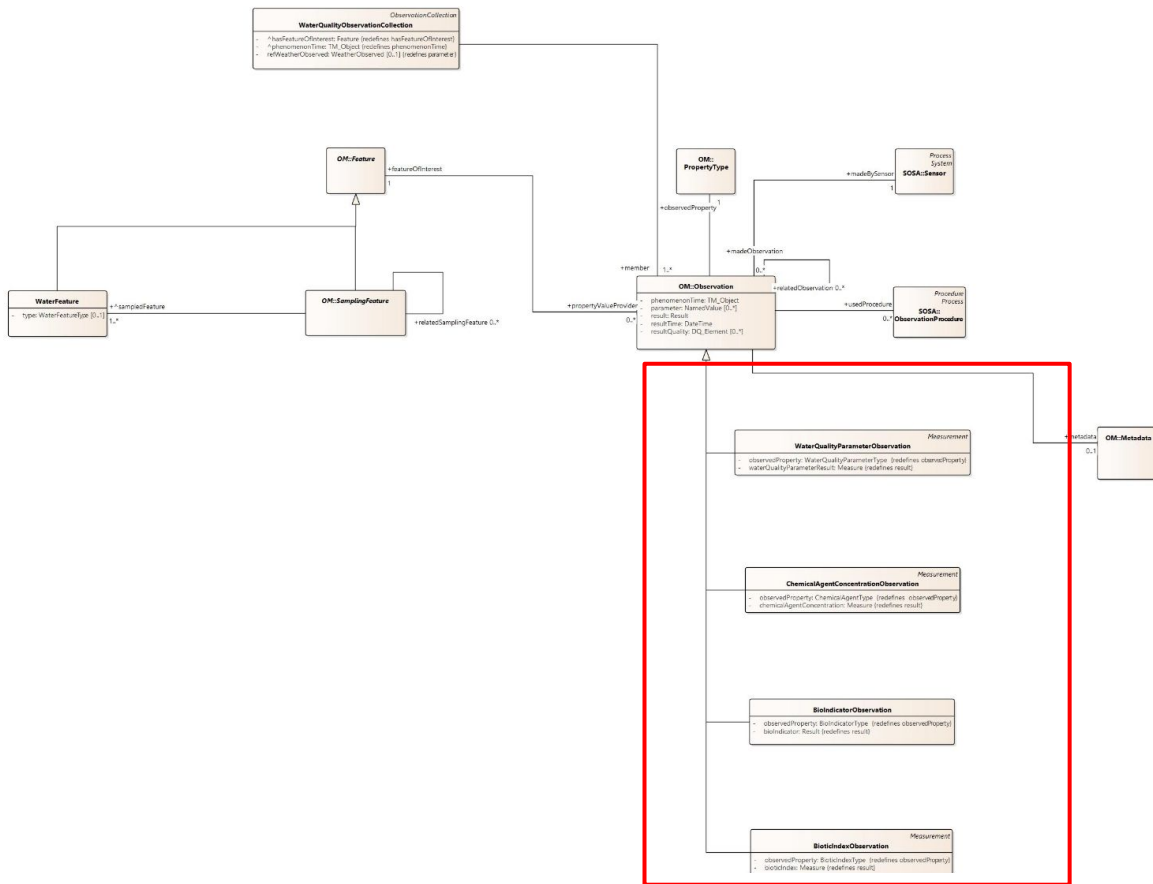 ObservationCollection
WaterQualityObservationCollection
- ^hasFeatureOfInterest: Feature {redefines hasFeatureOfInterest}
- ^phenomenonTime: TM_Object {redefines phenomenonTime}
- refWeatherObserved: WeatherObserved [0..1] {redefines parameter}
OM::Feature
+featureOfInterest
1
OM::
PropertyType
1
+observedProperty
Process
System
SOSA::Sensor
+madeBySensor
1
+madeObservation
0..*
+relatedObservation 0..*
+member
1..*
WaterFeature
- type: WaterFeatureType [0..1]
+^sampledFeature
1..*
OM::SamplingFeature
+relatedSamplingFeature 0..*
+propertyValueProvider
0..*
OM::Observation
- phenomenonTime: TM_Object
- parameter: NamedValue [0..*]
- result: Result
- resultTime: DateTime
- resultQuality: DQ_Element [0..*]
+usedProcedure
0..*
Procedure
Process
SOSA::
ObservationProcedure
+metadata
0..1
OM::Metadata
Measurement
WaterQualityParameterObservation
- observedProperty: WaterQualityParameterType {redefines observedProperty}
- waterQualityParameterResult: Measure {redefines result}
Measurement
ChemicalAgentConcentrationObservation
- observedProperty: ChemicalAgentType {redefines observedProperty}
- chemicalAgentConcentration: Measure {redefines result}
BioIndicatorObservation
- observedProperty: BioIndicatorType {redefines observedProperty}
- bioIndicator: Result {redefines result}
Measurement
BioticIndexObservation
- observedProperty: BioticIndexType {redefines observedProperty}
- bioticIndex: Measure {redefines result}